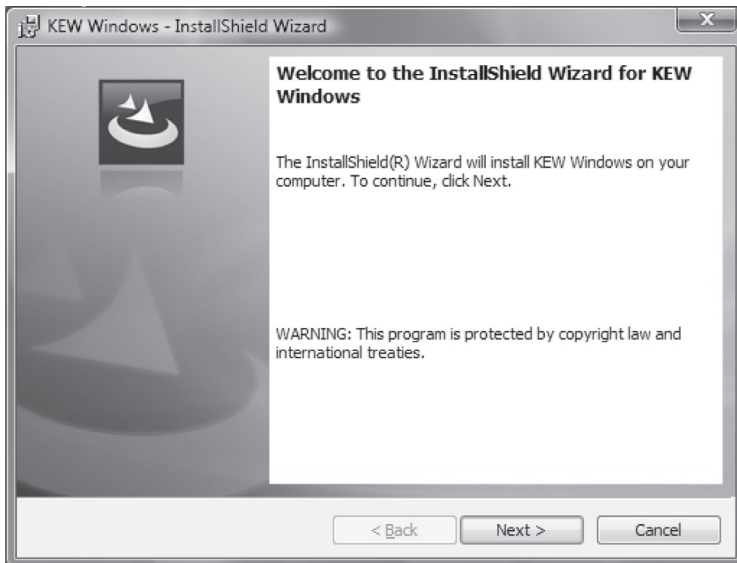 KEW Windows - InstallShield Wizard
Welcome to the InstallShield Wizard for KEW
Windows
The InstallShield(R) Wizard will install KEW Windows on your
computer. To continue, click Next.
WARNING: This program is protected by copyright law and
international treaties.
< Back
Next >
Cancel